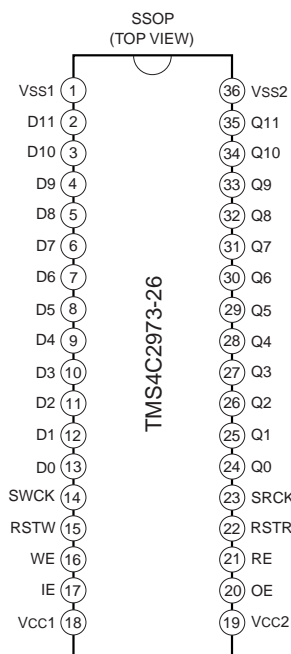 SSOP
(TOP VIEW)
VSS1 1 36 VSS2
D11 2 35 Q11
D10 3 34 Q10
D9 4 33 Q9
D8 5 32 Q8
D7 6 31 Q7
D6 7 30 Q6
D5 8 29 Q5
D4 9 28 Q4
D3 10 27 Q3
D2 11 26 Q2
D1 12 25 Q1
D0 13 24 Q0
SWCK 14 23 SRCK
RSTW 15 22 RSTR
WE 16 21 RE
IE 17 20 OE
VCC1 18 19 VCC2
TMS4C2973-26